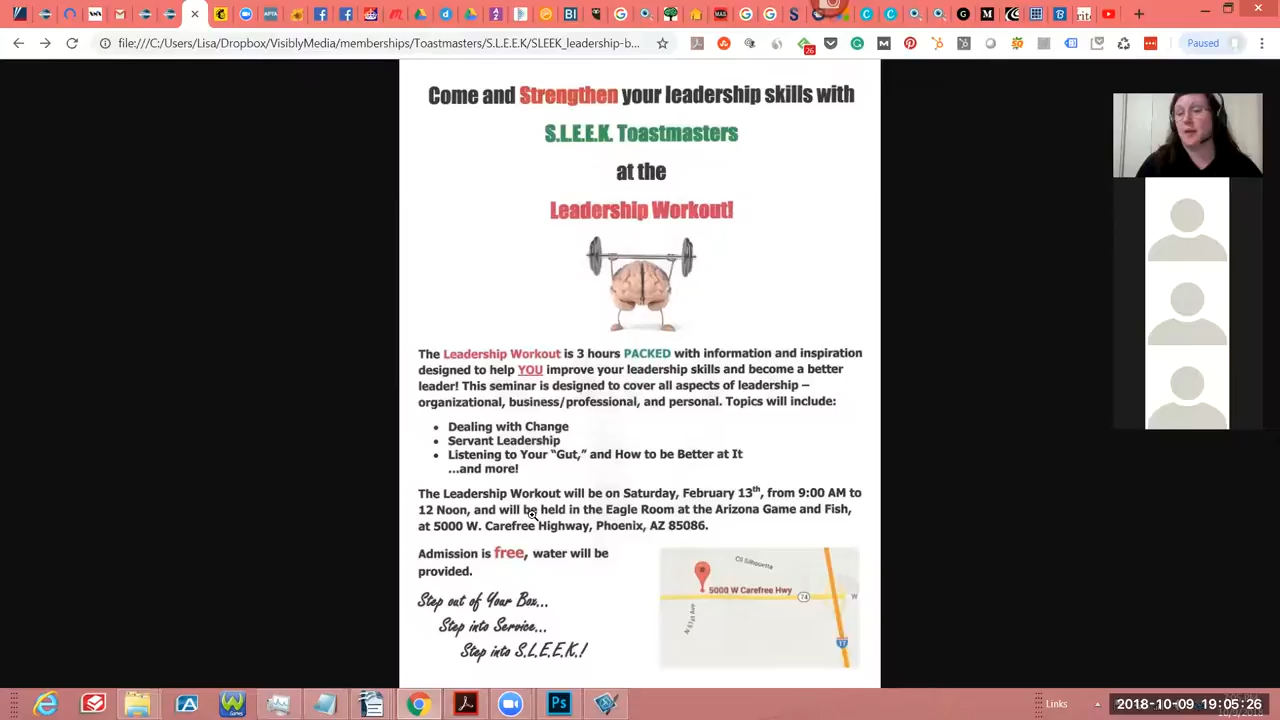 file:///C:/Users/Lisa/Dropbox/VisiblyMedia/memberships/Toastmasters/S.L.E.E.K/SLEEK_leadership-b...
26
Paused
Come and Strengthen your leadership skills with
S.L.E.E.K. Toastmasters
at the
Leadership Workout!
The Leadership Workout is 3 hours PACKED with information and inspiration
designed to help YOU improve your leadership skills and become a better
leader! This seminar is designed to cover all aspects of leadership –
organizational, business/professional, and personal. Topics will include:
• Dealing with Change
• Servant Leadership
• Listening to Your “Gut,” and How to be Better at It
…and more!
The Leadership Workout will be on Saturday, February 13th, from 9:00 AM to
12 Noon, and will be held in the Eagle Room at the Arizona Game and Fish,
at 5000 W. Carefree Highway, Phoenix, AZ 85086.
Admission is free, water will be
provided.
Step out of Your Box...
Step into Service...
Step into S.L.E.E.K.!
Cll Silhouetta
5000 W Carefree Hwy
74
W
N 51st Ave
17
Links
2018-10-09 19:05:26